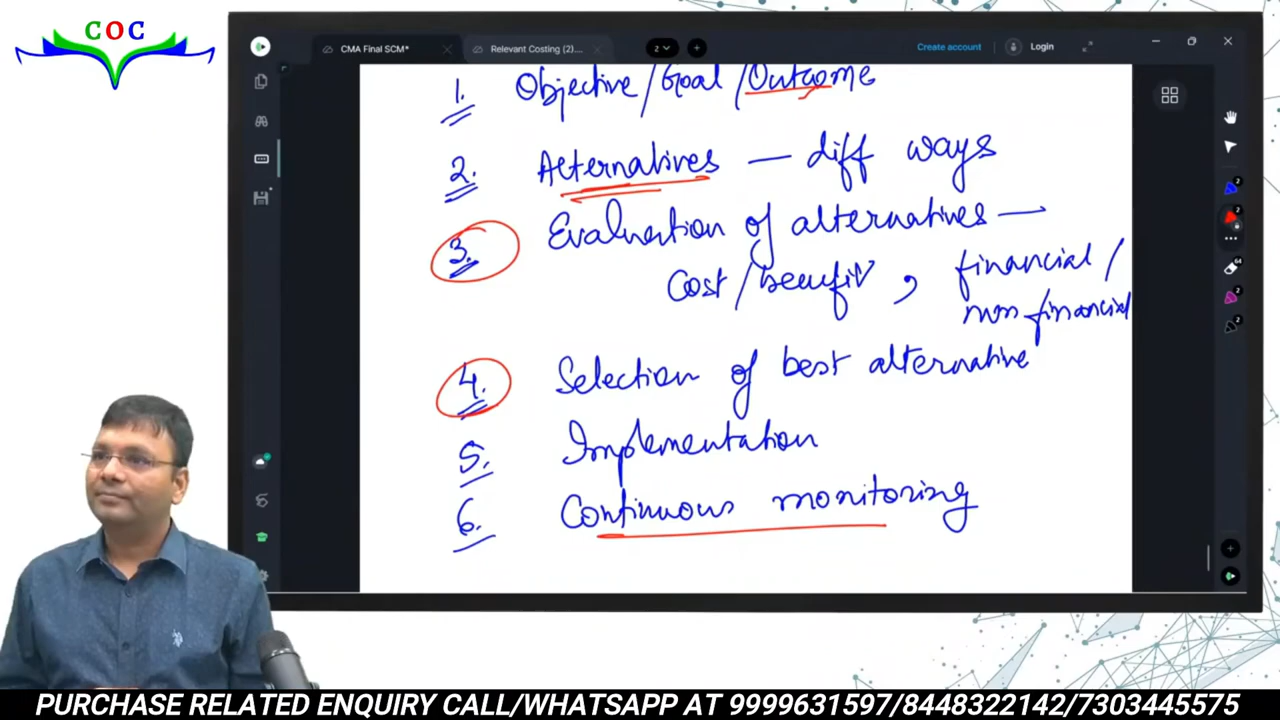 COC
CMA Final SCM*
Relevant Costing (2)....
2
Create account
Login
1. Objective/Goal/Outcome
2. Alternatives — diff ways
3. Evaluation of alternatives —
Cost/benefit, financial/
non-financial
4. Selection of best alternative
5. Implementation
6. Continuous monitoring
PURCHASE RELATED ENQUIRY CALL/WHATSAPP AT 9999631597/8448322142/7303445575